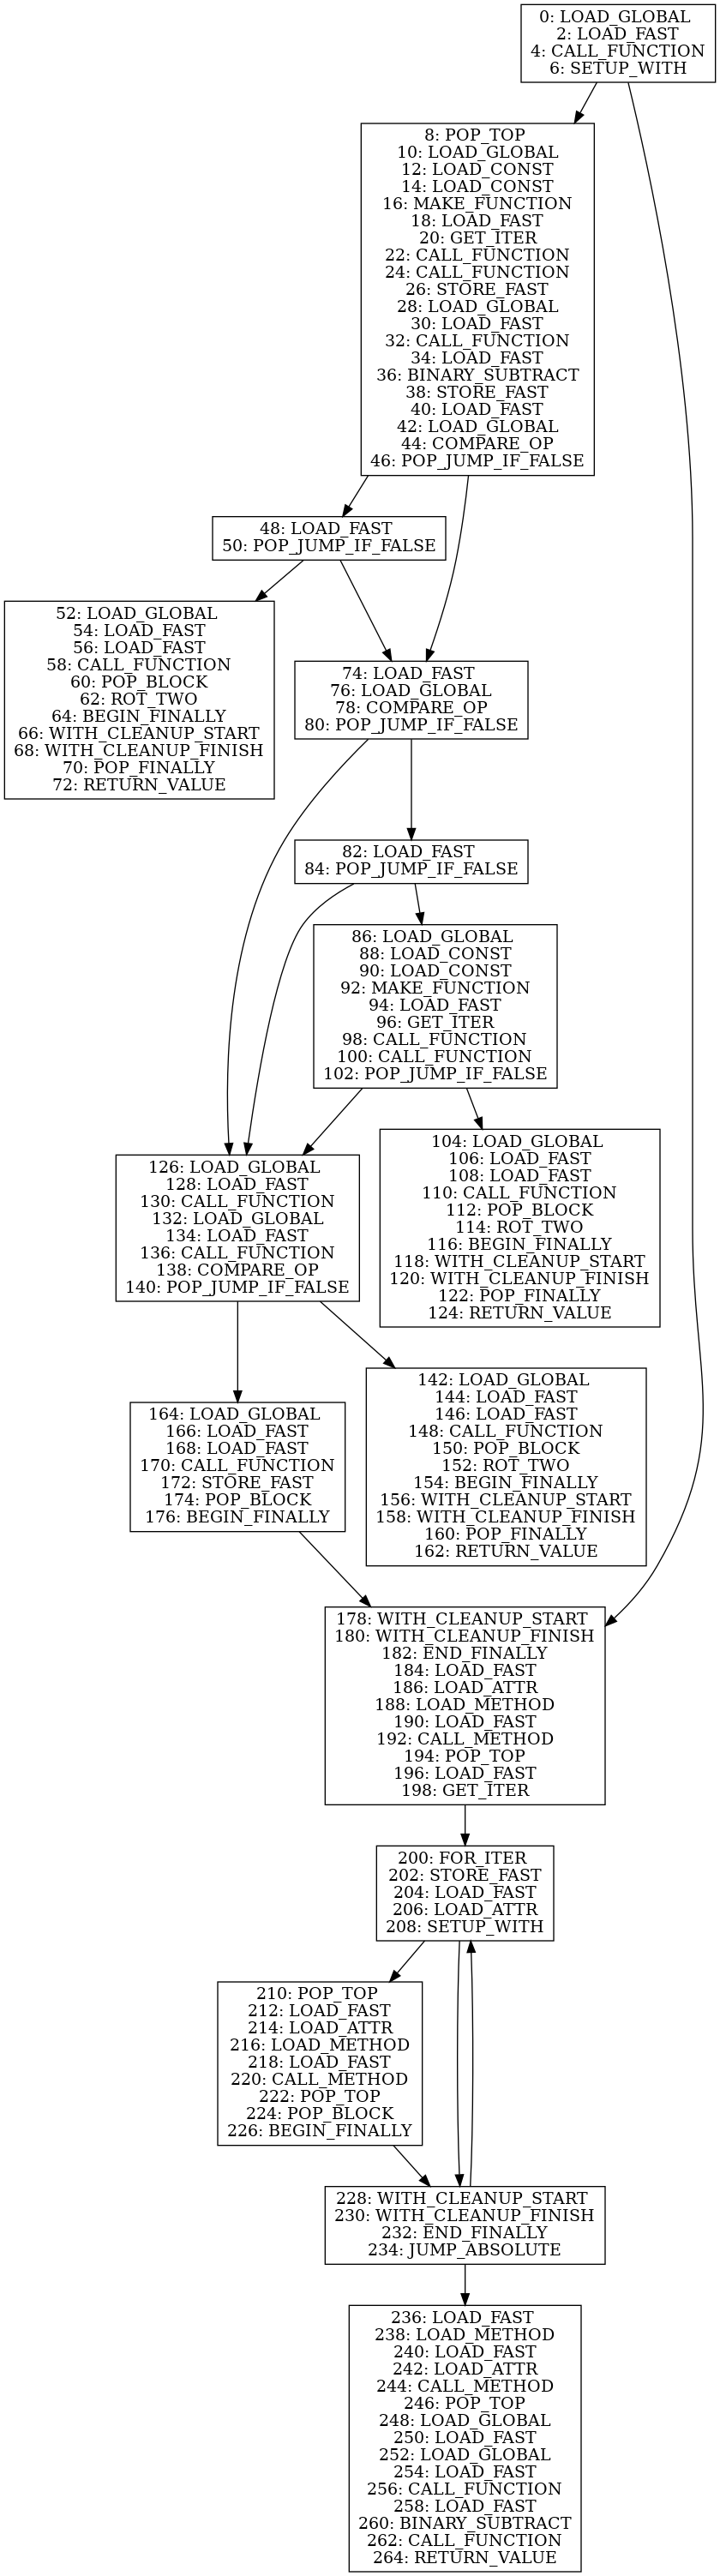 0: LOAD_GLOBAL
2: LOAD_FAST
4: CALL_FUNCTION
6: SETUP_WITH
8: POP_TOP
10: LOAD_GLOBAL
12: LOAD_CONST
14: LOAD_CONST
16: MAKE_FUNCTION
18: LOAD_FAST
20: GET_ITER
22: CALL_FUNCTION
24: CALL_FUNCTION
26: STORE_FAST
28: LOAD_GLOBAL
30: LOAD_FAST
32: CALL_FUNCTION
34: LOAD_FAST
36: BINARY_SUBTRACT
38: STORE_FAST
40: LOAD_FAST
42: LOAD_GLOBAL
44: COMPARE_OP
46: POP_JUMP_IF_FALSE
48: LOAD_FAST
50: POP_JUMP_IF_FALSE
52: LOAD_GLOBAL
54: LOAD_FAST
56: LOAD_FAST
58: CALL_FUNCTION
60: POP_BLOCK
62: ROT_TWO
64: BEGIN_FINALLY
66: WITH_CLEANUP_START
68: WITH_CLEANUP_FINISH
70: POP_FINALLY
72: RETURN_VALUE
74: LOAD_FAST
76: LOAD_GLOBAL
78: COMPARE_OP
80: POP_JUMP_IF_FALSE
82: LOAD_FAST
84: POP_JUMP_IF_FALSE
86: LOAD_GLOBAL
88: LOAD_CONST
90: LOAD_CONST
92: MAKE_FUNCTION
94: LOAD_FAST
96: GET_ITER
98: CALL_FUNCTION
100: CALL_FUNCTION
102: POP_JUMP_IF_FALSE
104: LOAD_GLOBAL
106: LOAD_FAST
108: LOAD_FAST
110: CALL_FUNCTION
112: POP_BLOCK
114: ROT_TWO
116: BEGIN_FINALLY
118: WITH_CLEANUP_START
120: WITH_CLEANUP_FINISH
122: POP_FINALLY
124: RETURN_VALUE
126: LOAD_GLOBAL
128: LOAD_FAST
130: CALL_FUNCTION
132: LOAD_GLOBAL
134: LOAD_FAST
136: CALL_FUNCTION
138: COMPARE_OP
140: POP_JUMP_IF_FALSE
142: LOAD_GLOBAL
144: LOAD_FAST
146: LOAD_FAST
148: CALL_FUNCTION
150: POP_BLOCK
152: ROT_TWO
154: BEGIN_FINALLY
156: WITH_CLEANUP_START
158: WITH_CLEANUP_FINISH
160: POP_FINALLY
162: RETURN_VALUE
164: LOAD_GLOBAL
166: LOAD_FAST
168: LOAD_FAST
170: CALL_FUNCTION
172: STORE_FAST
174: POP_BLOCK
176: BEGIN_FINALLY
178: WITH_CLEANUP_START
180: WITH_CLEANUP_FINISH
182: END_FINALLY
184: LOAD_FAST
186: LOAD_ATTR
188: LOAD_METHOD
190: LOAD_FAST
192: CALL_METHOD
194: POP_TOP
196: LOAD_FAST
198: GET_ITER
200: FOR_ITER
202: STORE_FAST
204: LOAD_FAST
206: LOAD_ATTR
208: SETUP_WITH
210: POP_TOP
212: LOAD_FAST
214: LOAD_ATTR
216: LOAD_METHOD
218: LOAD_FAST
220: CALL_METHOD
222: POP_TOP
224: POP_BLOCK
226: BEGIN_FINALLY
228: WITH_CLEANUP_START
230: WITH_CLEANUP_FINISH
232: END_FINALLY
234: JUMP_ABSOLUTE
236: LOAD_FAST
238: LOAD_METHOD
240: LOAD_FAST
242: LOAD_ATTR
244: CALL_METHOD
246: POP_TOP
248: LOAD_GLOBAL
250: LOAD_FAST
252: LOAD_GLOBAL
254: LOAD_FAST
256: CALL_FUNCTION
258: LOAD_FAST
260: BINARY_SUBTRACT
262: CALL_FUNCTION
264: RETURN_VALUE